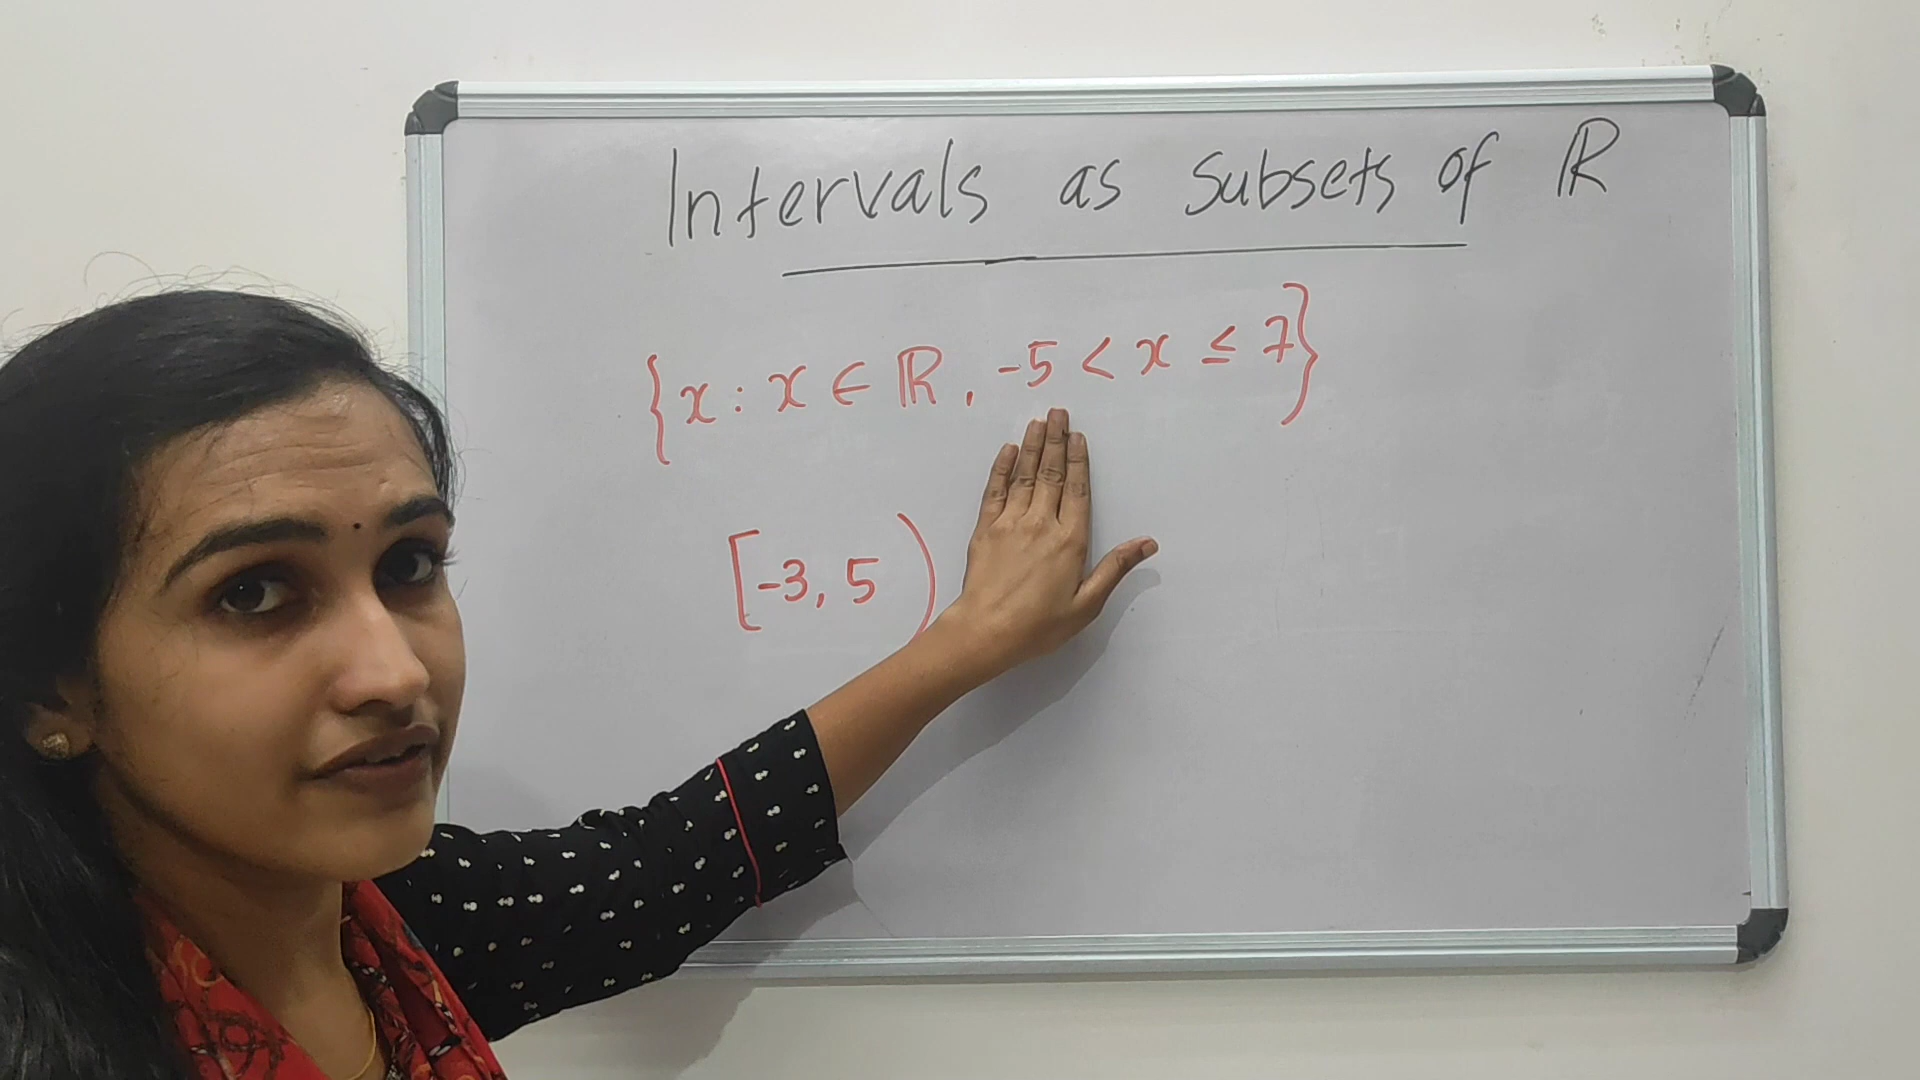 Intervals as subsets of ℝ
{x : x ∈ ℝ, -5 < x ≤ 7}
[-3, 5)